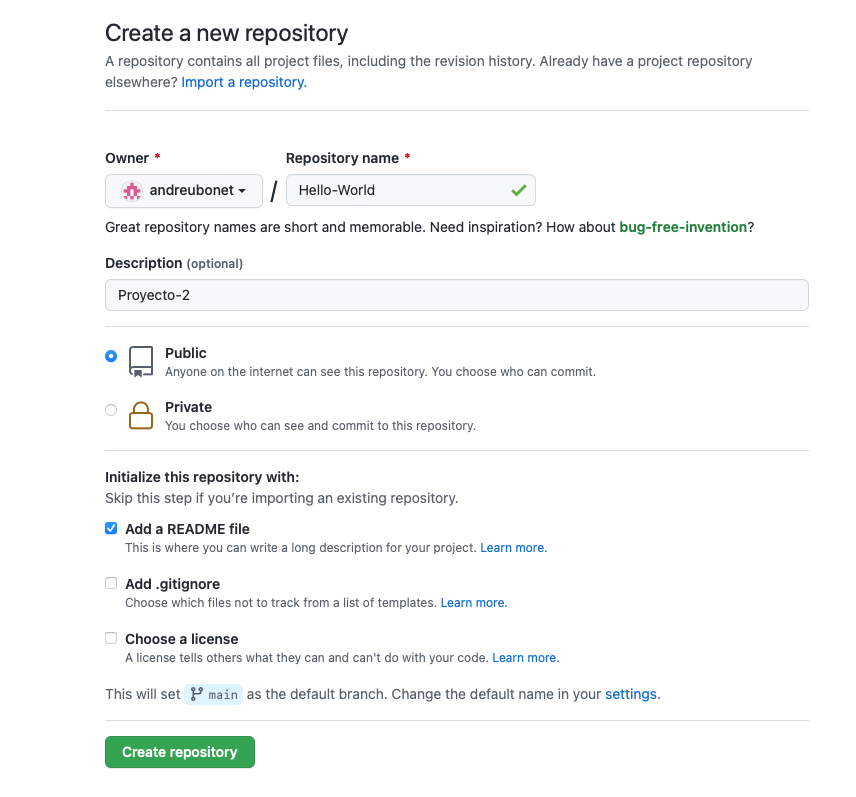 Create a new repository
A repository contains all project files, including the revision history. Already have a project repository
elsewhere? Import a repository.
Owner * Repository name *
andreubonet / Hello-World
Great repository names are short and memorable. Need inspiration? How about bug-free-invention?
Description (optional)
Proyecto-2
Public
Anyone on the internet can see this repository. You choose who can commit.
Private
You choose who can see and commit to this repository.
Initialize this repository with:
Skip this step if you’re importing an existing repository.
Add a README file
This is where you can write a long description for your project. Learn more.
Add .gitignore
Choose which files not to track from a list of templates. Learn more.
Choose a license
A license tells others what they can and can't do with your code. Learn more.
This will set main as the default branch. Change the default name in your settings.
Create repository